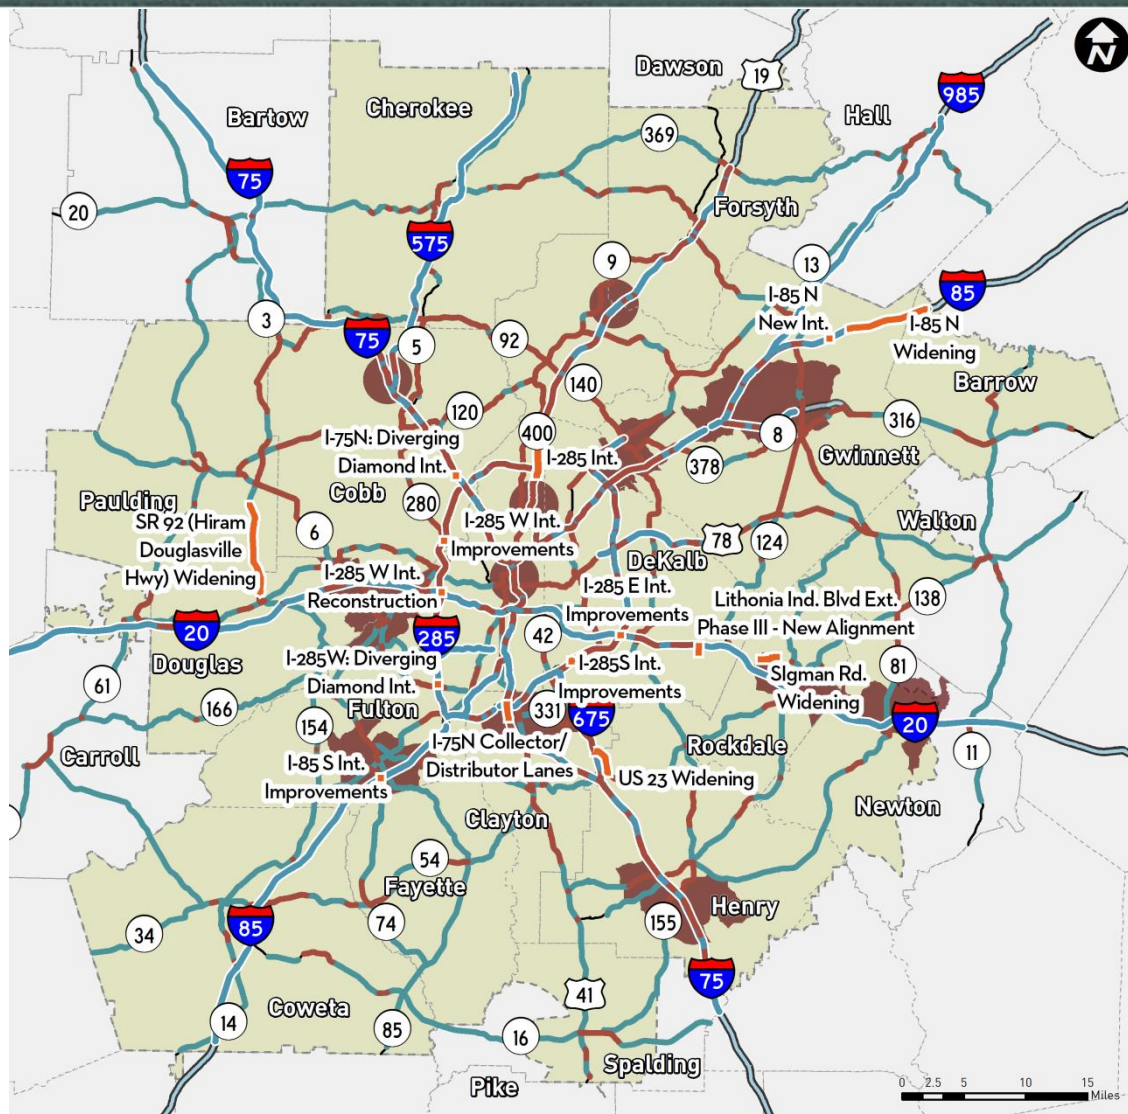 Dawson
19
Hall
985
Bartow
Cherokee
369
75
20
Forsyth
575
9
13
I-85 N
New Int.
85
3
75
5
92
I-85 N
Widening
140
Barrow
120
400
8
316
I-75N: Diverging
Diamond Int.
I-285 Int.
378
Gwinnett
Cobb
280
Paulding
SR 92 (Hiram
Douglasville
Hwy) Widening
6
I-285 W Int.
Improvements
78
124
Walton
DeKalb
I-285 W Int.
Reconstruction
I-285 E Int.
Improvements
Lithonia Ind. Blvd Ext.
Phase III - New Alignment
138
20
285
42
Douglas
I-285W: Diverging
Diamond Int.
I-285S Int.
Improvements
SIgman Rd.
Widening
81
61
166
Fulton
154
331
675
20
Carroll
I-85 S Int.
Improvements
I-75N Collector/
Distributor Lanes
Rockdale
11
US 23 Widening
Newton
Clayton
54
Fayette
34
85
74
155
Henry
75
41
Coweta
14
85
16
Spalding
Pike
0 2.5 5 10 15
Miles
N